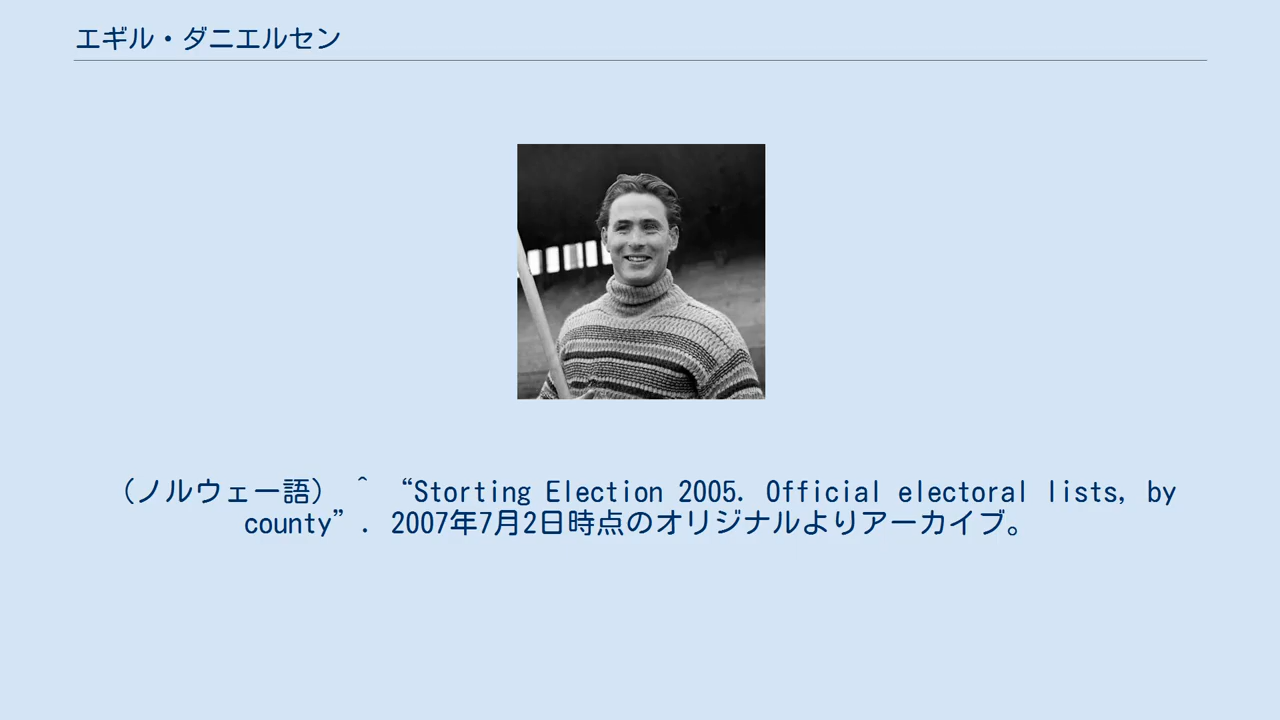 エギル・ダニエルセン
（ノルウェー語） ^ “Storting Election 2005. Official electoral lists, by
county”. 2007年7月2日時点のオリジナルよりアーカイブ。